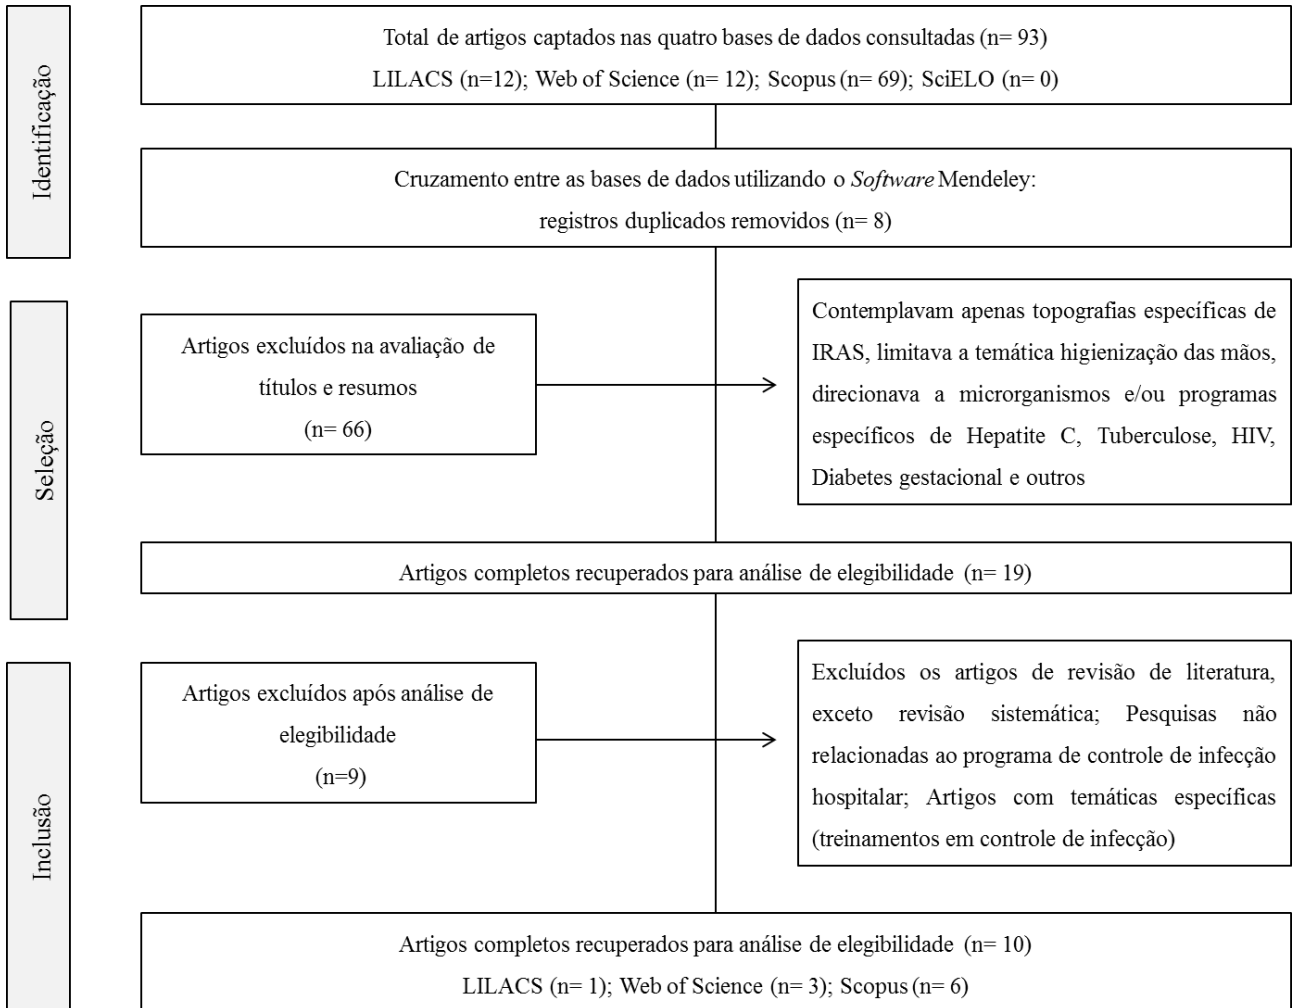 Identificação
Total de artigos captados nas quatro bases de dados consultadas (n= 93)
LILACS (n=12); Web of Science (n= 12); Scopus (n= 69); SciELO (n= 0)
Cruzamento entre as bases de dados utilizando o Software Mendeley:
registros duplicados removidos (n= 8)
Seleção
Artigos excluídos na avaliação de
títulos e resumos
(n= 66)
Contemplavam apenas topografias específicas de
IRAS, limitava a temática higienização das mãos,
direcionava a microrganismos e/ou programas
específicos de Hepatite C, Tuberculose, HIV,
Diabetes gestacional e outros
Artigos completos recuperados para análise de elegibilidade (n= 19)
Inclusão
Artigos excluídos após análise de
elegibilidade
(n=9)
Excluídos os artigos de revisão de literatura,
exceto revisão sistemática; Pesquisas não
relacionadas ao programa de controle de infecção
hospitalar; Artigos com temáticas específicas
(treinamentos em controle de infecção)
Artigos completos recuperados para análise de elegibilidade (n= 10)
LILACS (n= 1); Web of Science (n= 3); Scopus (n= 6)